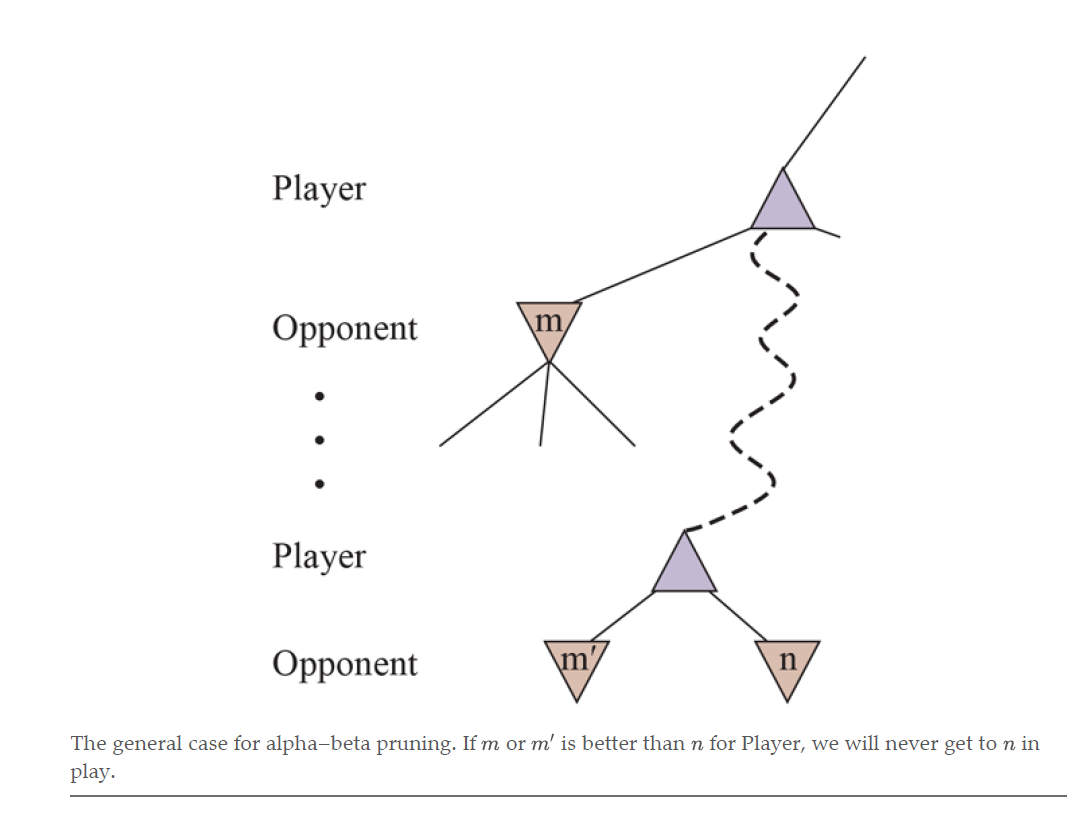 Player
Opponent
m
Player
Opponent
m′
n
The general case for alpha–beta pruning. If m or m′ is better than n for Player, we will never get to n in
play.